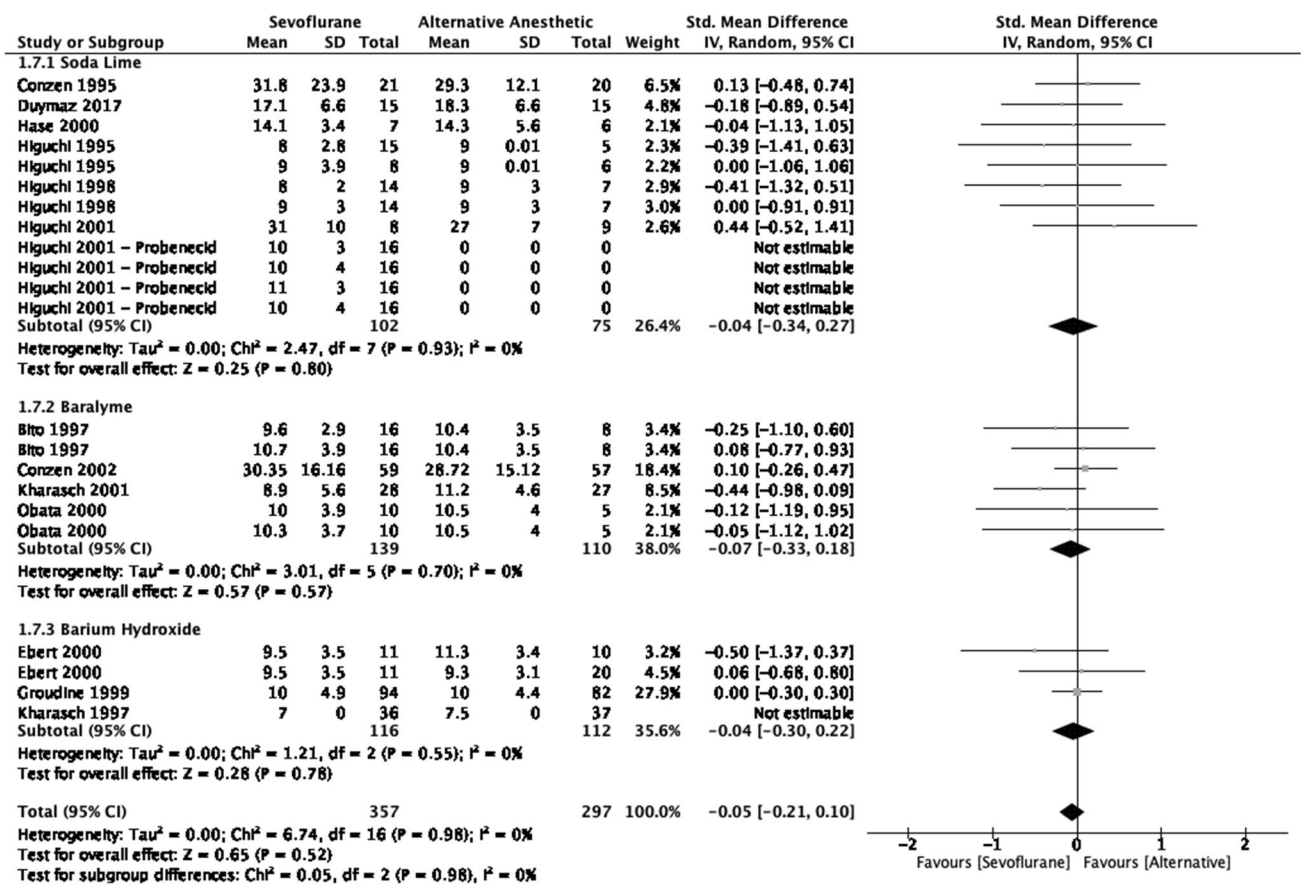 Sevoflurane Alternative Anesthetic Std. Mean Difference Std. Mean Difference
Study or Subgroup Mean SD Total Mean SD Total Weight IV, Random, 95% CI IV, Random, 95% CI
1.7.1 Soda Lime
Conzen 1995 31.8 23.9 21 29.3 12.1 20 6.5% 0.13 [-0.48, 0.74]
Duymaz 2017 17.1 6.6 15 18.3 6.6 15 4.8% -0.18 [-0.89, 0.54]
Hase 2000 14.1 3.4 7 14.3 5.6 6 2.1% -0.04 [-1.13, 1.05]
Higuchi 1995 8 2.8 15 9 0.01 5 2.3% -0.39 [-1.41, 0.63]
Higuchi 1995 9 3.9 8 9 0.01 6 2.2% 0.00 [-1.06, 1.06]
Higuchi 1998 8 2 14 9 3 7 2.9% -0.41 [-1.32, 0.51]
Higuchi 1998 9 3 14 9 3 7 3.0% 0.00 [-0.91, 0.91]
Higuchi 2001 31 10 8 27 7 9 2.6% 0.44 [-0.52, 1.41]
Higuchi 2001 – Probenecid 10 3 16 0 0 0 Not estimable
Higuchi 2001 – Probenecid 10 4 16 0 0 0 Not estimable
Higuchi 2001 – Probenecid 11 3 16 0 0 0 Not estimable
Higuchi 2001 – Probenecid 10 4 16 0 0 0 Not estimable
Subtotal (95% CI) 102 75 26.4% -0.04 [-0.34, 0.27]
Heterogeneity: Tau² = 0.00; Chi² = 2.47, df = 7 (P = 0.93); I² = 0%
Test for overall effect: Z = 0.25 (P = 0.80)
1.7.2 Baralyme
Bito 1997 9.6 2.9 16 10.4 3.5 8 3.4% -0.25 [-1.10, 0.60]
Bito 1997 10.7 3.9 16 10.4 3.5 8 3.4% 0.08 [-0.77, 0.93]
Conzen 2002 30.35 16.16 59 28.72 15.12 57 18.4% 0.10 [-0.26, 0.47]
Kharasch 2001 8.9 5.6 28 11.2 4.6 27 8.5% -0.44 [-0.98, 0.09]
Obata 2000 10 3.9 10 10.5 4 5 2.1% -0.12 [-1.19, 0.95]
Obata 2000 10.3 3.7 10 10.5 4 5 2.1% -0.05 [-1.12, 1.02]
Subtotal (95% CI) 139 110 38.0% -0.07 [-0.33, 0.18]
Heterogeneity: Tau² = 0.00; Chi² = 3.01, df = 5 (P = 0.70); I² = 0%
Test for overall effect: Z = 0.57 (P = 0.57)
1.7.3 Barium Hydroxide
Ebert 2000 9.5 3.5 11 11.3 3.4 10 3.2% -0.50 [-1.37, 0.37]
Ebert 2000 9.5 3.5 11 9.3 3.1 20 4.5% 0.06 [-0.68, 0.80]
Groudine 1999 10 4.9 94 10 4.4 82 27.9% 0.00 [-0.30, 0.30]
Kharasch 1997 7 0 36 7.5 0 37 Not estimable
Subtotal (95% CI) 116 112 35.6% -0.04 [-0.30, 0.22]
Heterogeneity: Tau² = 0.00; Chi² = 1.21, df = 2 (P = 0.55); I² = 0%
Test for overall effect: Z = 0.28 (P = 0.78)
Total (95% CI) 357 297 100.0% -0.05 [-0.21, 0.10]
Heterogeneity: Tau² = 0.00; Chi² = 6.74, df = 16 (P = 0.98); I² = 0%
Test for overall effect: Z = 0.65 (P = 0.52)
Test for subgroup differences: Chi² = 0.05, df = 2 (P = 0.98), I² = 0%
-2 -1 0 1 2
Favours [Sevoflurane] Favours [Alternative]